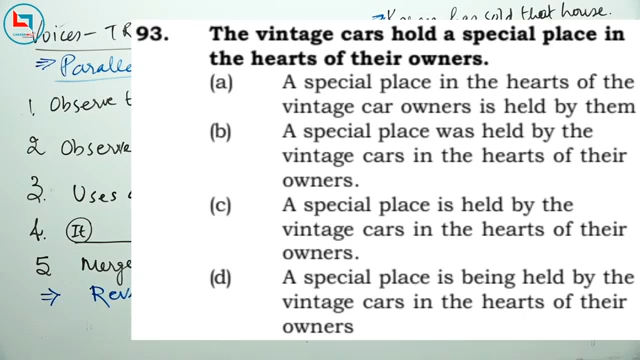 Karan has sold that house.
Voices - TR
93. The vintage cars hold a special place in
the hearts of their owners.
⇒ Paralle
(a) A special place in the hearts of the
vintage car owners is held by them
1. Observe t
(b) A special place was held by the
vintage cars in the hearts of their
owners.
2 Observe
(c) A special place is held by the
vintage cars in the hearts of their
owners.
3. Uses
4. It
(d) A special place is being held by the
vintage cars in the hearts of their
owners
5 Merge
⇒ Rev